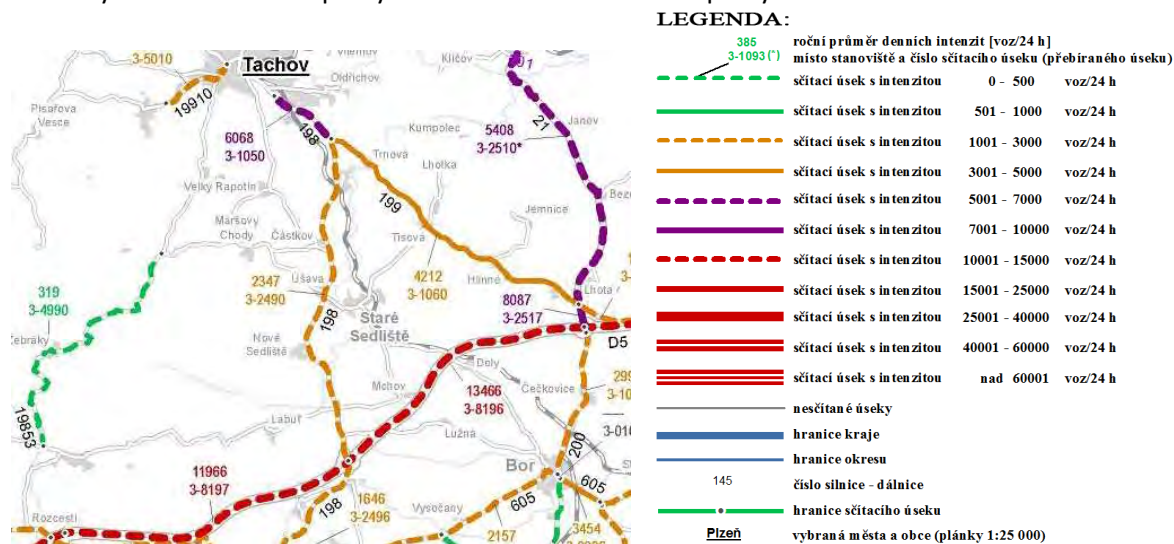 3-5010
Tachov
Vítemov
Oldřichov
Klíčov
1
19910
Písařova
Vesce
6068
3-1050
198
Kumpolec
5408
3-2510*
21
Janov
Trnová
Lhotka
Velký Rapotín
199
Jemnice
Maršovy
Chody
Částkov
Tisová
319
3-4990
2347
3-2490
Úšava
4212
3-1060
Hlinné
Lhota
8087
3-2517
198
Staré
Sedliště
Nové
Sedliště
D5
Doly
Mchov
13466
3-8196
Čečkovice
19853
Labuť
Lužná
200
Bor
11966
3-8197
198
1646
3-2496
Vysočany
605
605
Rozcestí
2157
3454
LEGENDA:
385
3-1093 (*)
roční průměr denních intenzit [voz/24 h]
místo stanoviště a číslo sčítacího úseku (přebíraného úseku)
sčítací úsek s intenzitou 0 - 500 voz/24 h
sčítací úsek s intenzitou 501 - 1000 voz/24 h
sčítací úsek s intenzitou 1001 - 3000 voz/24 h
sčítací úsek s intenzitou 3001 - 5000 voz/24 h
sčítací úsek s intenzitou 5001 - 7000 voz/24 h
sčítací úsek s intenzitou 7001 - 10000 voz/24 h
sčítací úsek s intenzitou 10001 - 15000 voz/24 h
sčítací úsek s intenzitou 15001 - 25000 voz/24 h
sčítací úsek s intenzitou 25001 - 40000 voz/24 h
sčítací úsek s intenzitou 40001 - 60000 voz/24 h
sčítací úsek s intenzitou nad 60001 voz/24 h
nesčítané úseky
hranice kraje
hranice okresu
145 číslo silnice - dálnice
hranice sčítacího úseku
Plzeň vybraná města a obce (plánky 1:25 000)